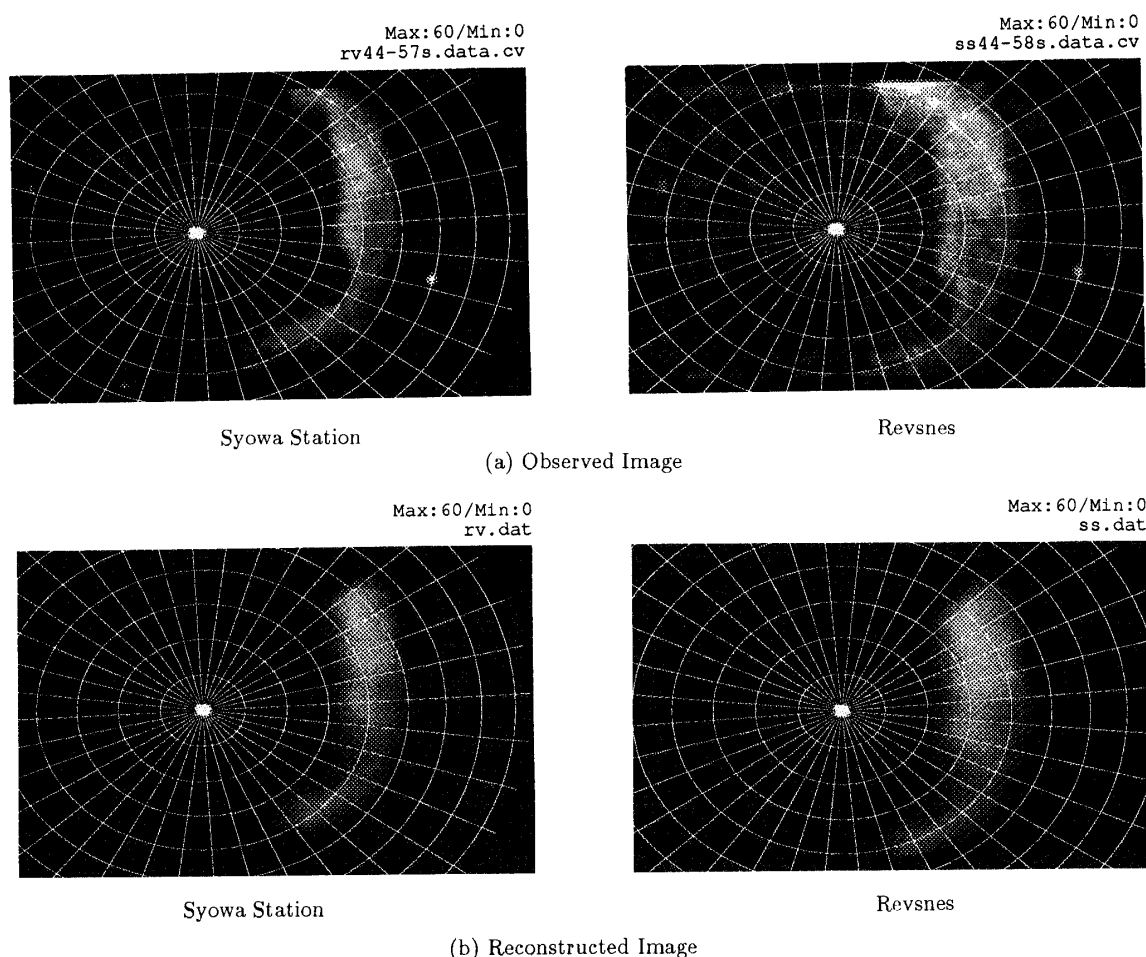 Max:60/Min:0
rv44-57s.data.cv
Max:60/Min:0
ss44-58s.data.cv
Syowa Station
Revsnes
(a) Observed Image
Max:60/Min:0
rv.dat
Max:60/Min:0
ss.dat
Syowa Station
Revsnes
(b) Reconstructed Image